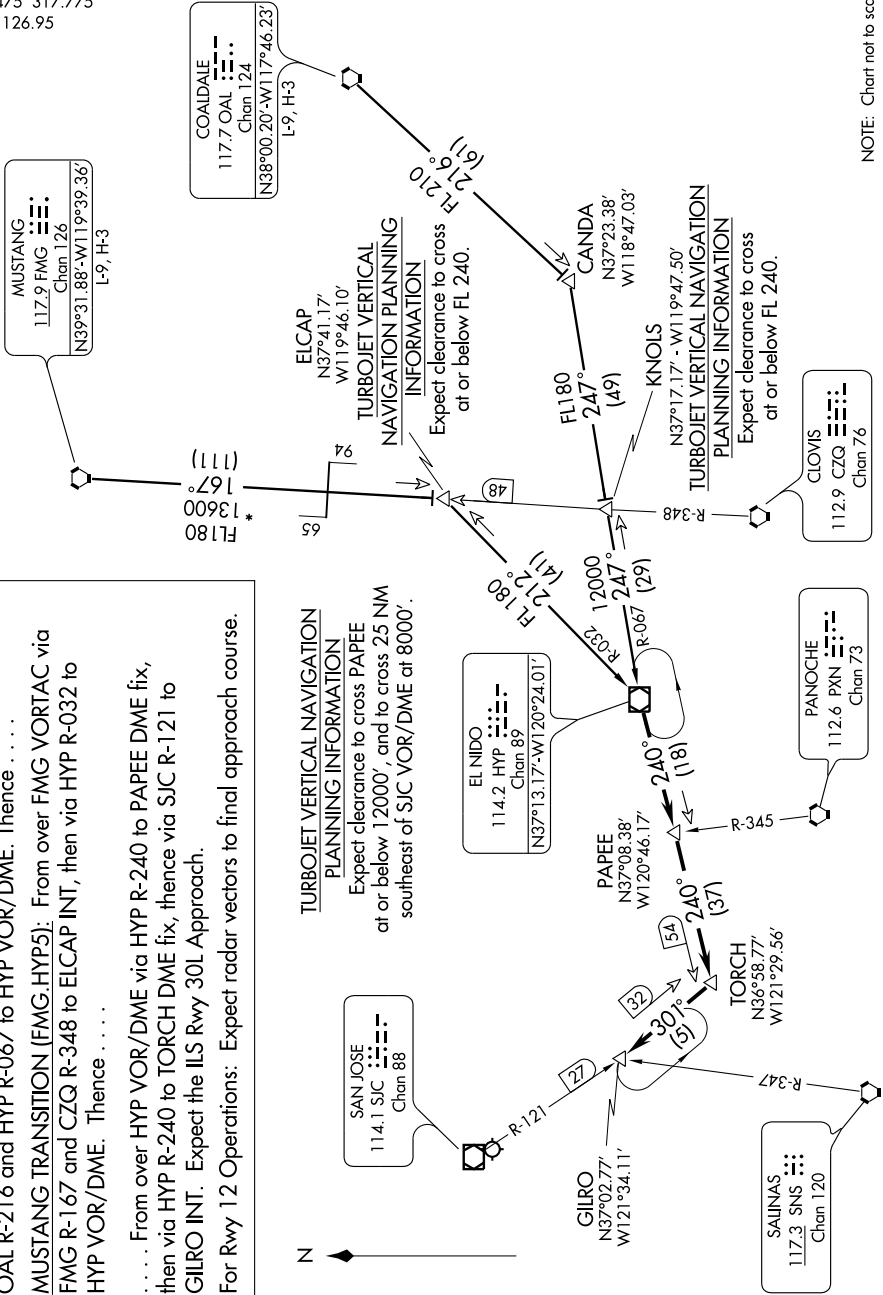 OAL R-216 and HYP R-067 to HYP VOR/DME. Thence . . . .
MUSTANG TRANSITION (FMG.HYP5): From over FMG VORTAC via
FMG R-167 and CZQ R-348 to ELCAP INT, then via HYP R-032 to
HYP VOR/DME. Thence . . . .
. . . . From over HYP VOR/DME via HYP R-240 to PAPEE DME fix,
then via HYP R-240 to TORCH DME fix, thence via SJC R-121 to
GILRO INT. Expect the ILS Rwy 30L Approach.
For Rwy 12 Operations: Expect radar vectors to final approach course.
317.775
126.95
MUSTANG
117.9 FMG
Chan 126
N39°31.88'-W119°39.36'
L-9, H-3
COALDALE
117.7 OAL
Chan 124
N38°00.20'-W117°46.23'
L-9, H-3
FL180
*13600
167°
(111)
65
94
FL 210
216°
(61)
ELCAP
N37°41.17'
W119°46.10'
TURBOJET VERTICAL
NAVIGATION PLANNING
INFORMATION
Expect clearance to cross
at or below FL 240.
CANDA
N37°23.38'
W118°47.03'
FL180
247°
(49)
KNOLS
N37°17.17' - W119°47.50'
TURBOJET VERTICAL NAVIGATION
PLANNING INFORMATION
Expect clearance to cross
at or below FL 240.
48
R-348
CLOVIS
112.9 CZQ
Chan 76
FL 180
212°
(41)
R-032
12000
247°
(29)
R-067
TURBOJET VERTICAL NAVIGATION
PLANNING INFORMATION
Expect clearance to cross PAPEE
at or below 12000', and to cross 25 NM
southeast of SJC VOR/DME at 8000'.
EL NIDO
114.2 HYP
Chan 89
N37°13.17'-W120°24.01'
240°
(18)
PAPEE
N37°08.38'
W120°46.17'
R-345
PANOCHE
112.6 PXN
Chan 73
240°
(37)
54
TORCH
N36°58.77'
W121°29.56'
32
301°
(5)
SAN JOSE
114.1 SJC
Chan 88
R-121
27
GILRO
N37°02.77'
W121°34.11'
R-347
SALINAS
117.3 SNS
Chan 120
N
NOTE: Chart not to